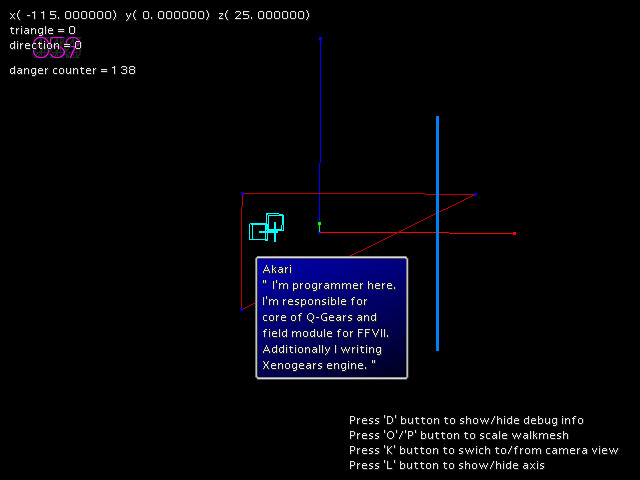 x( -115.000000) y( 0.000000) z( 25.000000)
triangle = 0
direction = 0
danger counter = 138
Akari
" I'm programmer here.
I'm responsible for
core of Q-Gears and
field module for FFVII.
Additionally I writing
Xenogears engine. "
Press 'D' button to show/hide debug info
Press 'O'/'P' button to scale walkmesh
Press 'K' button to swich to/from camera view
Press 'L' button to show/hide axis